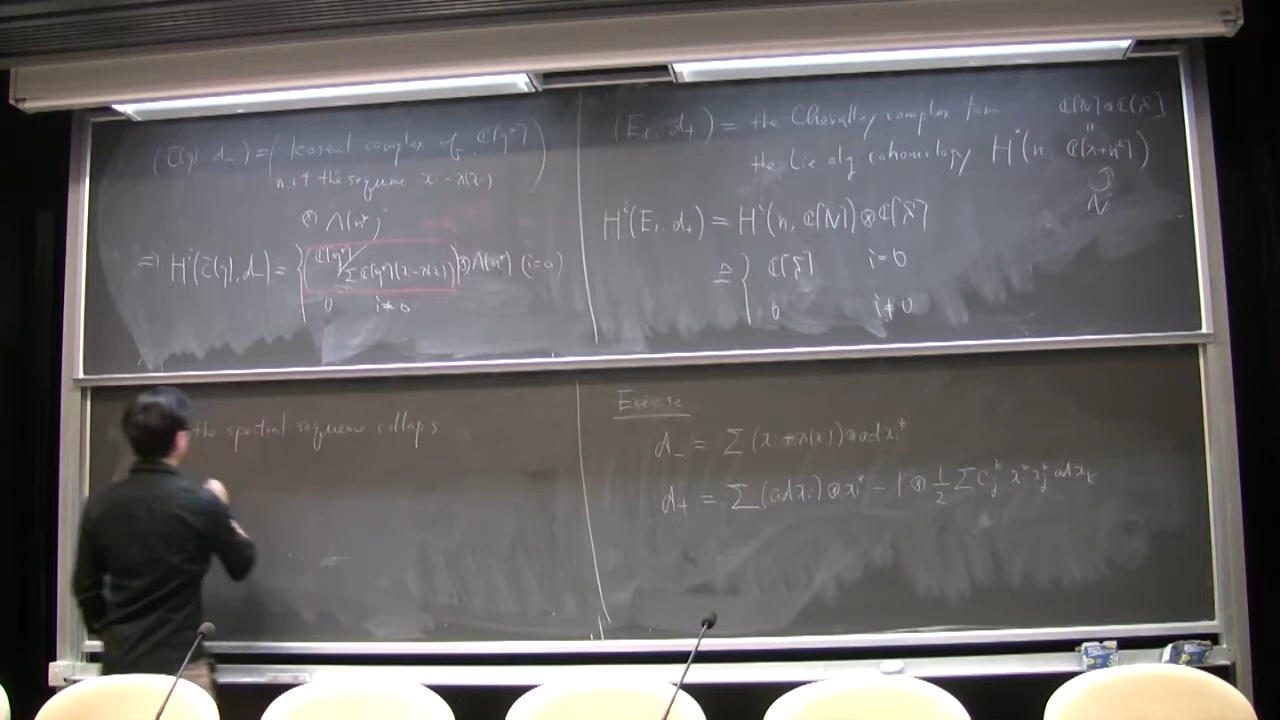 (C̄(g), d_-) = ( Koszul complex of ℂ[g*]
w.r.t the sequence x_i - χ(x_i) )
⊗ Λ(n*)
⇒ H^i(C̄(g), d_-) = { ℂ[g*] / Σ ℂ[g*](x_i - χ(x_i)) ⊗ Λ(n*) (i=0)
0 i≠0
(E_1, d_+) = the Chevalley complex for ℂ[N]⊗ℂ[S]
the Lie alg cohomology H^•(n, ℂ[χ+n^⊥])
N
H^i(E_1, d_+) = H^i(n, ℂ[N]) ⊗ ℂ[S]
≅ { ℂ[S] i=0
0 i≠0
the spectral sequence collaps
Exercise
d_- = Σ (x_i + χ(x_i)) ⊗ ad x_i^*
d_+ = Σ (ad x_i) ⊗ x_i^* - 1 ⊗ 1/2 Σ C_{ij}^k x_i^* x_j^* ad x_k